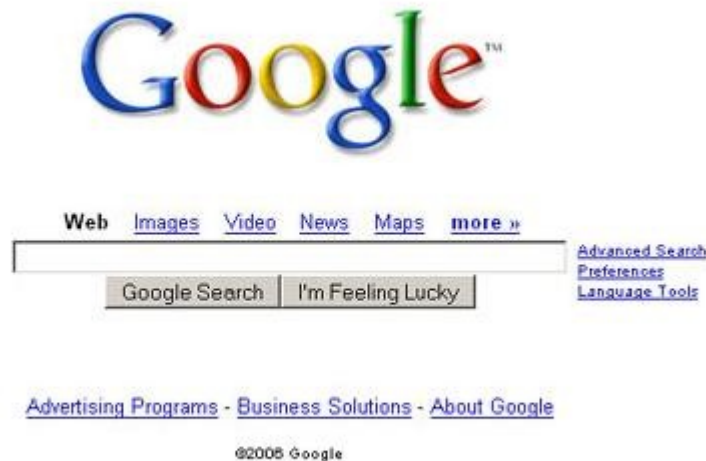 Google™
Web Images Video News Maps more »
Advanced Search
Preferences
Language Tools
Google Search I'm Feeling Lucky
Advertising Programs - Business Solutions - About Google
©2006 Google